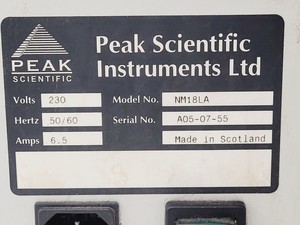 PEAK
SCIENTIFIC
Peak Scientific
Instruments Ltd
Volts 230 Model No. NM18LA
Hertz 50/60 Serial No. A05-07-55
Amps 6.5 Made in Scotland